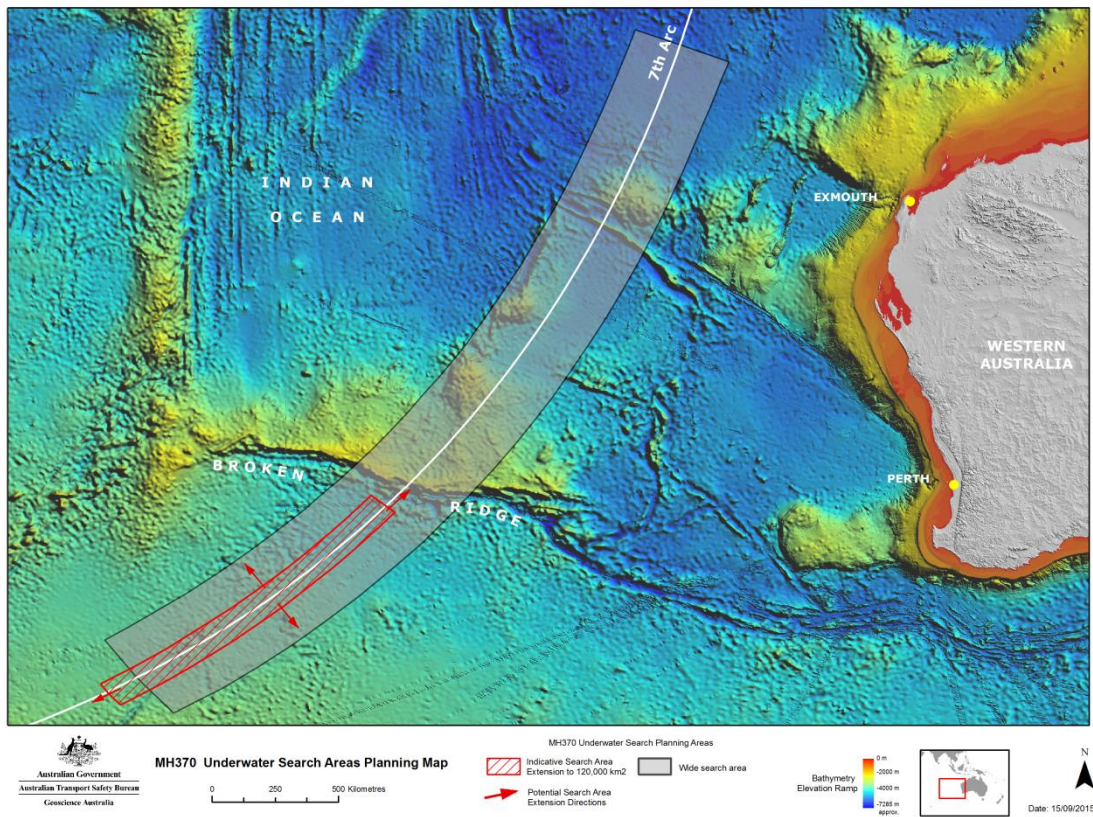 7th Arc
INDIAN
OCEAN
EXMOUTH
WESTERN
AUSTRALIA
BROKEN
RIDGE
PERTH
Australian Government
Australian Transport Safety Bureau
Geoscience Australia
MH370 Underwater Search Areas Planning Map
0 250 500 Kilometres
MH370 Underwater Search Planning Areas
Indicative Search Area
Extension to 120,000 km2
Wide search area
Potential Search Area
Extension Directions
Bathymetry
Elevation Ramp
0 m
-2000 m
-4000 m
-7285 m
approx.
N
Date: 15/09/2015